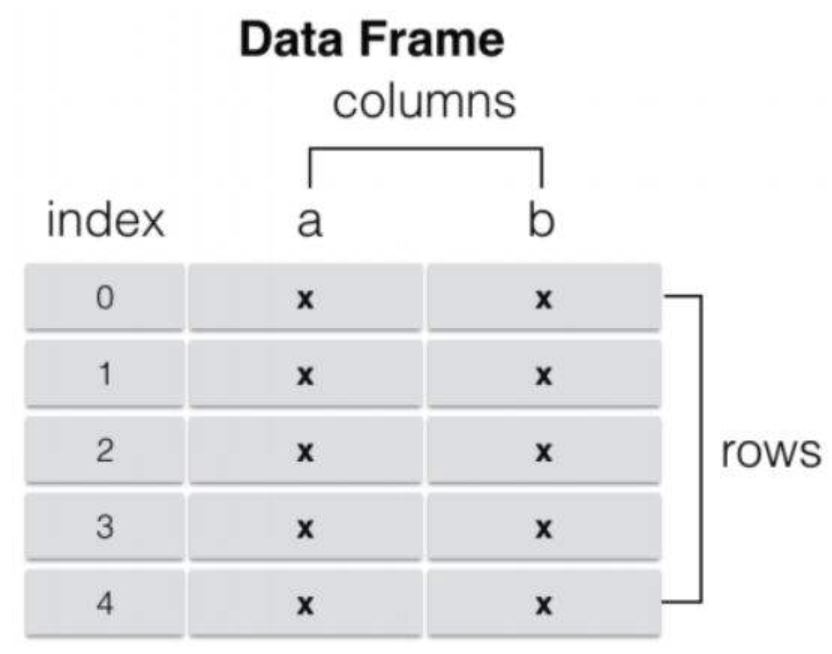 Data Frame
columns
index a b
0 x x
1 x x
2 x x
rows
3 x x
4 x x